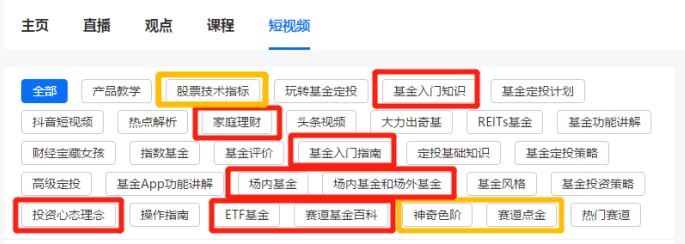 主页 直播 观点 课程 短视频
全部 产品教学 股票技术指标 玩转基金定投 基金入门知识 基金定投计划
抖音短视频 热点解析 家庭理财 头条视频 大力出奇基 REITs基金 基金功能讲解
财经宝藏女孩 指数基金 基金评价 基金入门指南 定投基础知识 基金定投策略
高级定投 基金App功能讲解 场内基金 场内基金和场外基金 基金风格 基金投资策略
投资心态理念 操作指南 ETF基金 赛道基金百科 神奇色阶 赛道点金 热门赛道